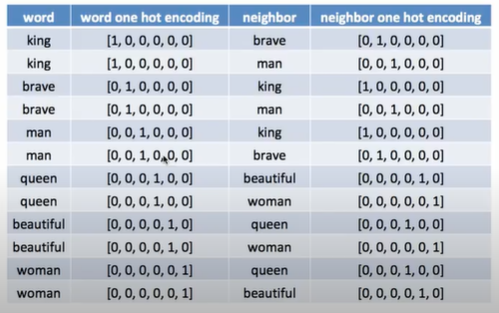 word word one hot encoding neighbor neighbor one hot encoding
king [1, 0, 0, 0, 0, 0] brave [0, 1, 0, 0, 0, 0]
king [1, 0, 0, 0, 0, 0] man [0, 0, 1, 0, 0, 0]
brave [0, 1, 0, 0, 0, 0] king [1, 0, 0, 0, 0, 0]
brave [0, 1, 0, 0, 0, 0] man [0, 0, 1, 0, 0, 0]
man [0, 0, 1, 0, 0, 0] king [1, 0, 0, 0, 0, 0]
man [0, 0, 1, 0, 0, 0] brave [0, 1, 0, 0, 0, 0]
queen [0, 0, 0, 1, 0, 0] beautiful [0, 0, 0, 0, 1, 0]
queen [0, 0, 0, 1, 0, 0] woman [0, 0, 0, 0, 0, 1]
beautiful [0, 0, 0, 0, 1, 0] queen [0, 0, 0, 1, 0, 0]
beautiful [0, 0, 0, 0, 1, 0] woman [0, 0, 0, 0, 0, 1]
woman [0, 0, 0, 0, 0, 1] queen [0, 0, 0, 1, 0, 0]
woman [0, 0, 0, 0, 0, 1] beautiful [0, 0, 0, 0, 1, 0]